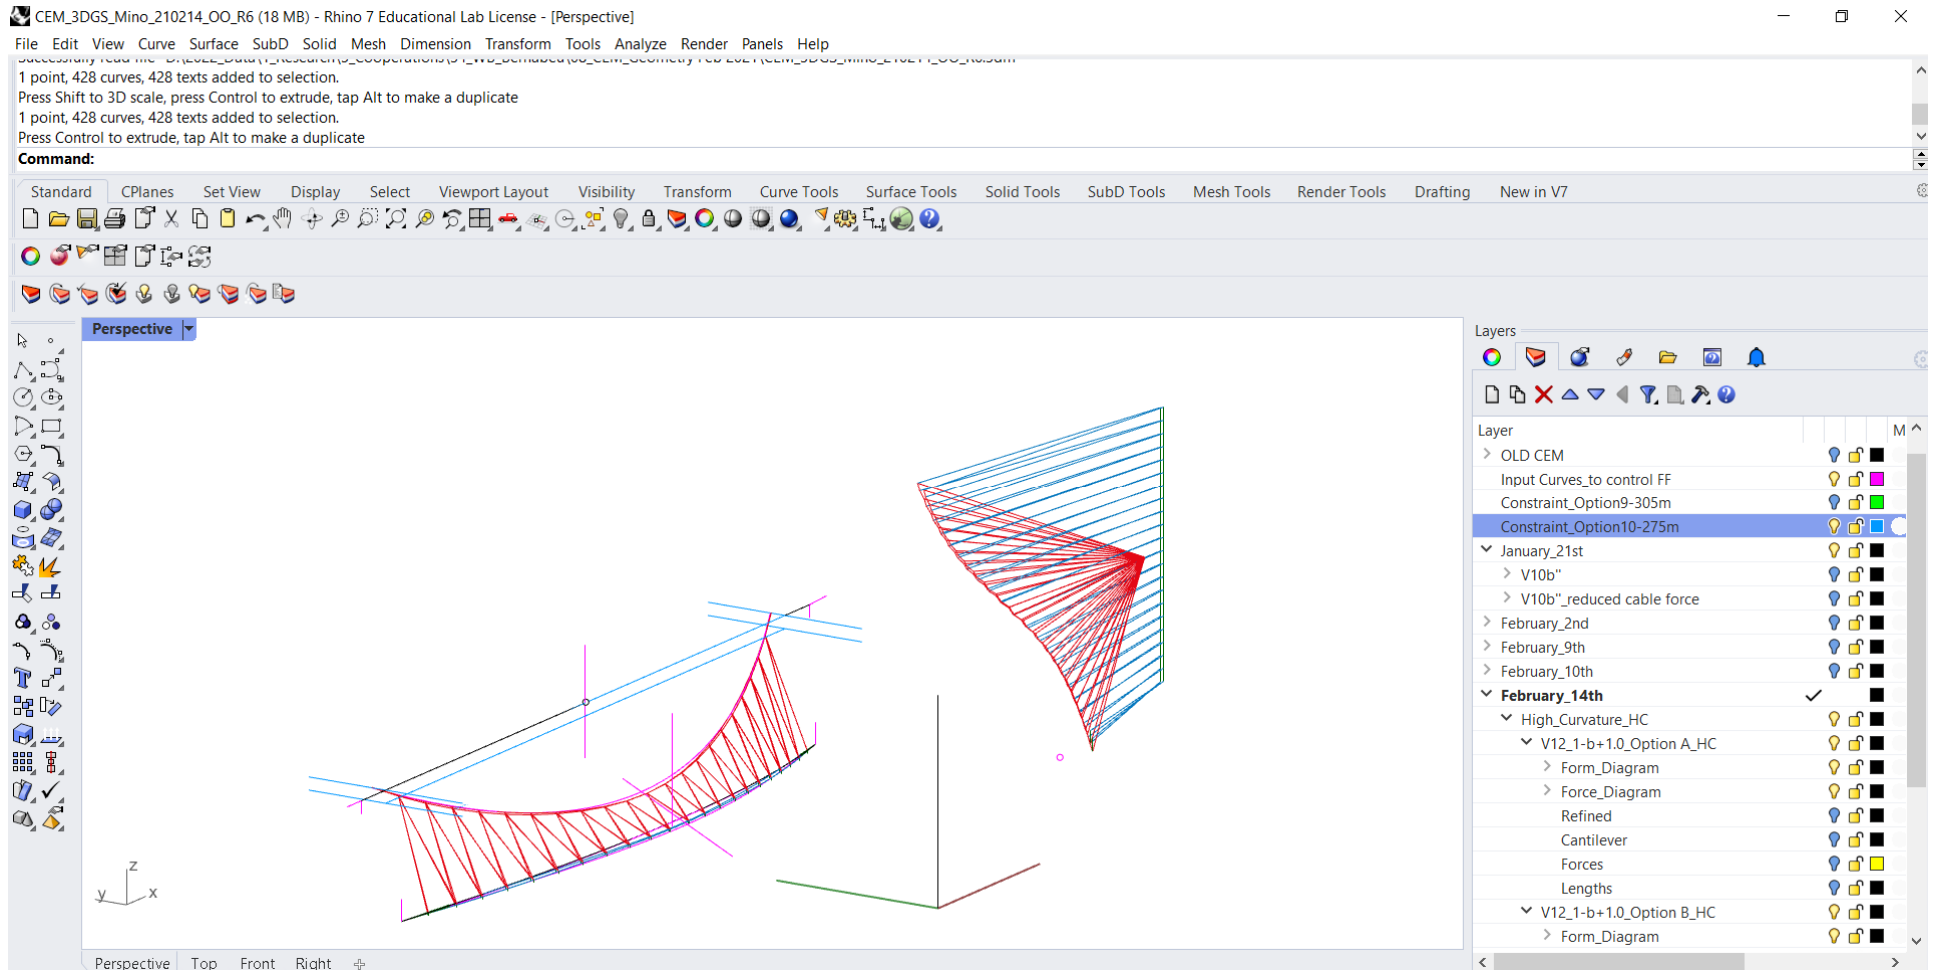 CEM_3DGS_Mino_210214_OO_R6 (18 MB) - Rhino 7 Educational Lab License - [Perspective]
File Edit View Curve Surface SubD Solid Mesh Dimension Transform Tools Analyze Render Panels Help
1 point, 428 curves, 428 texts added to selection.
Press Shift to 3D scale, press Control to extrude, tap Alt to make a duplicate
1 point, 428 curves, 428 texts added to selection.
Press Control to extrude, tap Alt to make a duplicate
Command:
Standard CPlanes Set View Display Select Viewport Layout Visibility Transform Curve Tools Surface Tools Solid Tools SubD Tools Mesh Tools Render Tools Drafting New in V7
Perspective
Layers
Layer M
OLD CEM
Input Curves_to control FF
Constraint_Option9-305m
Constraint_Option10-275m
January_21st
V10b"
V10b"_reduced cable force
February_2nd
February_9th
February_10th
February_14th
High_Curvature_HC
V12_1-b+1.0_Option A_HC
Form_Diagram
Force_Diagram
Refined
Cantilever
Forces
Lengths
V12_1-b+1.0_Option B_HC
Form_Diagram
z
y x
Perspective Top Front Right